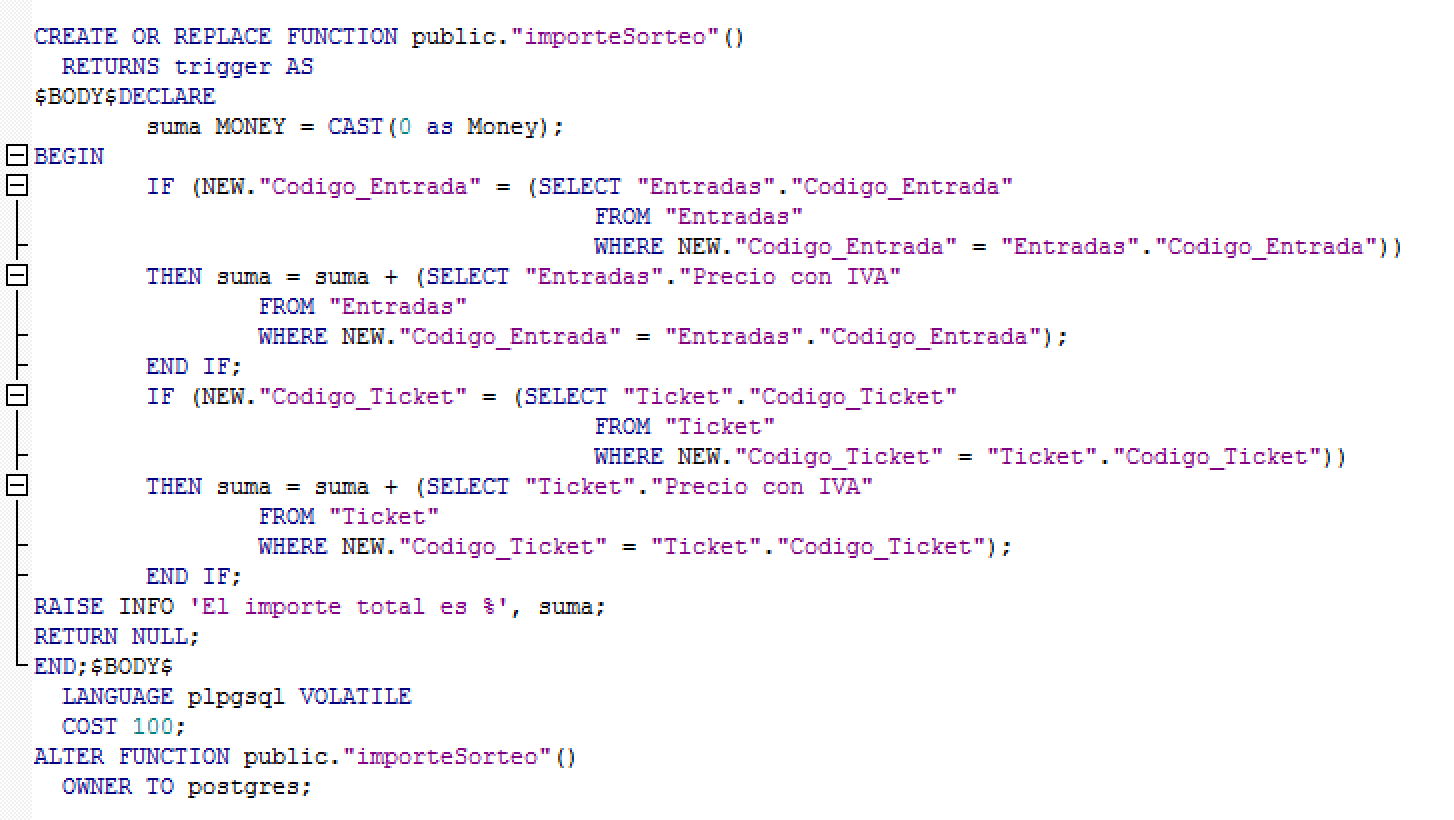 CREATE OR REPLACE FUNCTION public."importeSorteo"()
RETURNS trigger AS
$BODY$DECLARE
suma MONEY = CAST(0 as Money);
BEGIN
IF (NEW."Codigo_Entrada" = (SELECT "Entradas"."Codigo_Entrada"
FROM "Entradas"
WHERE NEW."Codigo_Entrada" = "Entradas"."Codigo_Entrada"))
THEN suma = suma + (SELECT "Entradas"."Precio con IVA"
FROM "Entradas"
WHERE NEW."Codigo_Entrada" = "Entradas"."Codigo_Entrada");
END IF;
IF (NEW."Codigo_Ticket" = (SELECT "Ticket"."Codigo_Ticket"
FROM "Ticket"
WHERE NEW."Codigo_Ticket" = "Ticket"."Codigo_Ticket"))
THEN suma = suma + (SELECT "Ticket"."Precio con IVA"
FROM "Ticket"
WHERE NEW."Codigo_Ticket" = "Ticket"."Codigo_Ticket");
END IF;
RAISE INFO 'El importe total es %', suma;
RETURN NULL;
END;$BODY$
LANGUAGE plpgsql VOLATILE
COST 100;
ALTER FUNCTION public."importeSorteo"()
OWNER TO postgres;